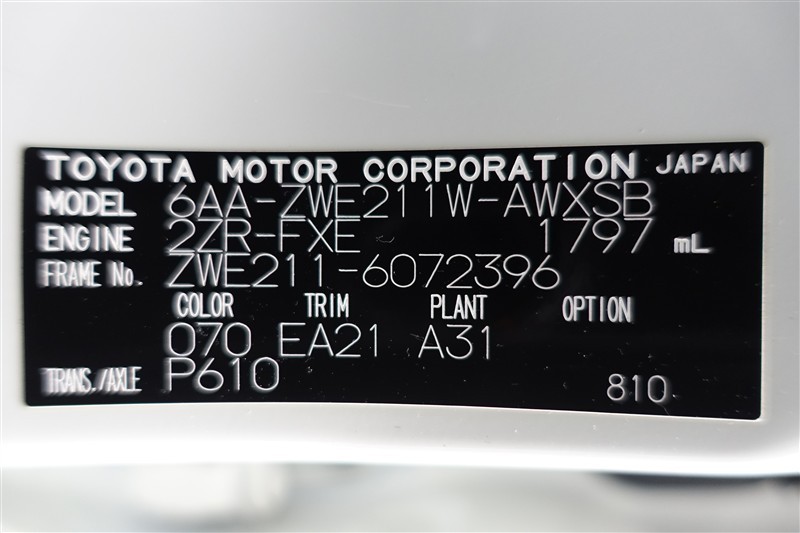 TOYOTA MOTOR CORPORATION JAPAN
MODEL 6AA-ZWE211W-AWXSB
ENGINE 2ZR-FXE 1797 mL
FRAME No. ZWE211-6072396
COLOR TRIM PLANT OPTION
070 EA21 A31
TRANS./AXLE P610 810